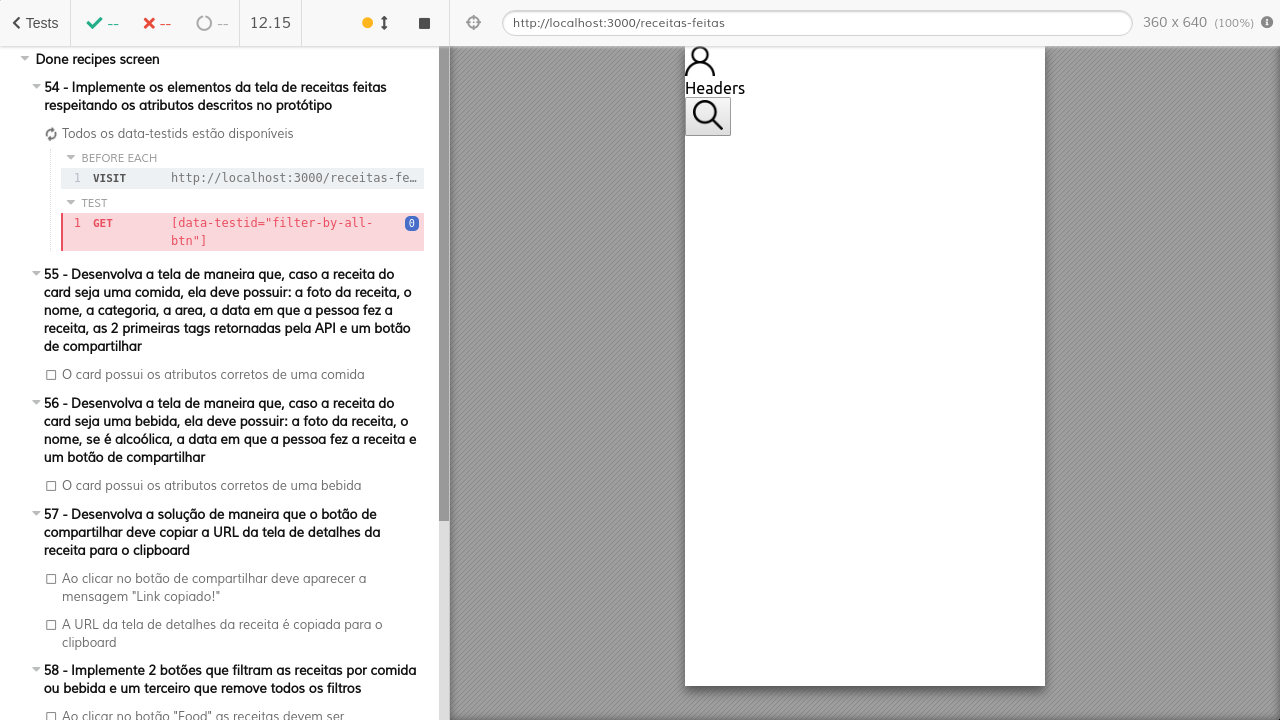 Tests
--
--
--
12.15
http://localhost:3000/receitas-feitas
360 x 640 (100%)
Done recipes screen
54 - Implemente os elementos da tela de receitas feitas
respeitando os atributos descritos no protótipo
Todos os data-testids estão disponíveis
BEFORE EACH
1 VISIT http://localhost:3000/receitas-fe…
TEST
1 GET [data-testid="filter-by-all-
btn"]
0
55 - Desenvolva a tela de maneira que, caso a receita do
card seja uma comida, ela deve possuir: a foto da receita, o
nome, a categoria, a area, a data em que a pessoa fez a
receita, as 2 primeiras tags retornadas pela API e um botão
de compartilhar
O card possui os atributos corretos de uma comida
56 - Desenvolva a tela de maneira que, caso a receita do
card seja uma bebida, ela deve possuir: a foto da receita, o
nome, se é alcoólica, a data em que a pessoa fez a receita e
um botão de compartilhar
O card possui os atributos corretos de uma bebida
57 - Desenvolva a solução de maneira que o botão de
compartilhar deve copiar a URL da tela de detalhes da
receita para o clipboard
Ao clicar no botão de compartilhar deve aparecer a
mensagem "Link copiado!"
A URL da tela de detalhes da receita é copiada para o
clipboard
58 - Implemente 2 botões que filtram as receitas por comida
ou bebida e um terceiro que remove todos os filtros
Ao clicar no botão "Food" as receitas devem ser
Headers